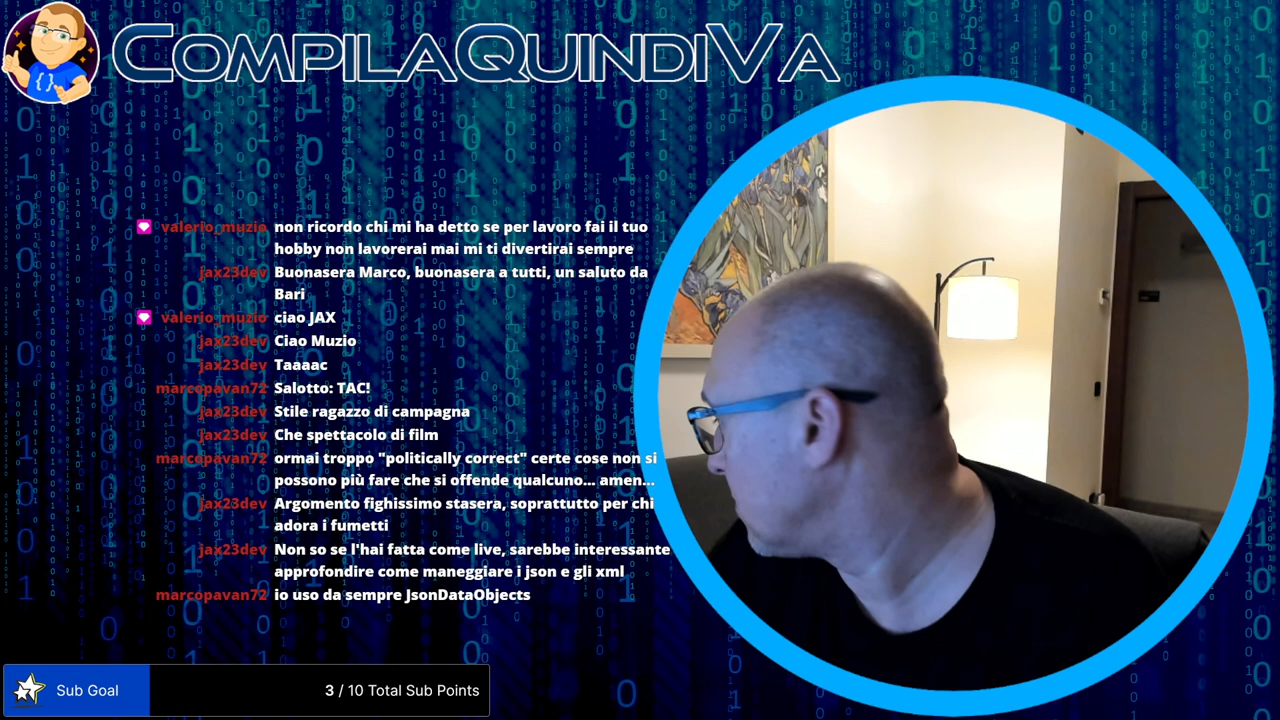 CompilaQuindiVa
{ }
valerio_muzio non ricordo chi mi ha detto se per lavoro fai il tuo
hobby non lavorerai mai mi ti divertirai sempre
jax23dev Buonasera Marco, buonasera a tutti, un saluto da
Bari
valerio_muzio ciao JAX
jax23dev Ciao Muzio
jax23dev Taaaac
marcopavan72 Salotto: TAC!
jax23dev Stile ragazzo di campagna
jax23dev Che spettacolo di film
marcopavan72 ormai troppo "politically correct" certe cose non si
possono più fare che si offende qualcuno... amen...
jax23dev Argomento fighissimo stasera, soprattutto per chi
adora i fumetti
jax23dev Non so se l'hai fatta come live, sarebbe interessante
approfondire come maneggiare i json e gli xml
marcopavan72 io uso da sempre JsonDataObjects
Sub Goal 3 / 10 Total Sub Points